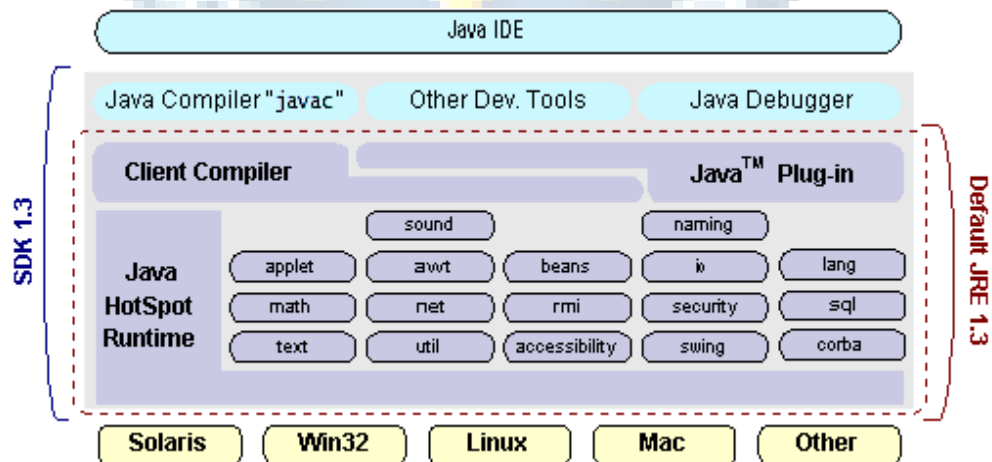 Java IDE
Java Compiler "javac"
Other Dev. Tools
Java Debugger
Client Compiler
Java™ Plug-in
SDK 1.3
Default JRE 1.3
Java
HotSpot
Runtime
sound
naming
applet
awt
beans
io
lang
math
net
rmi
security
sql
text
util
accessibility
swing
corba
Solaris
Win32
Linux
Mac
Other